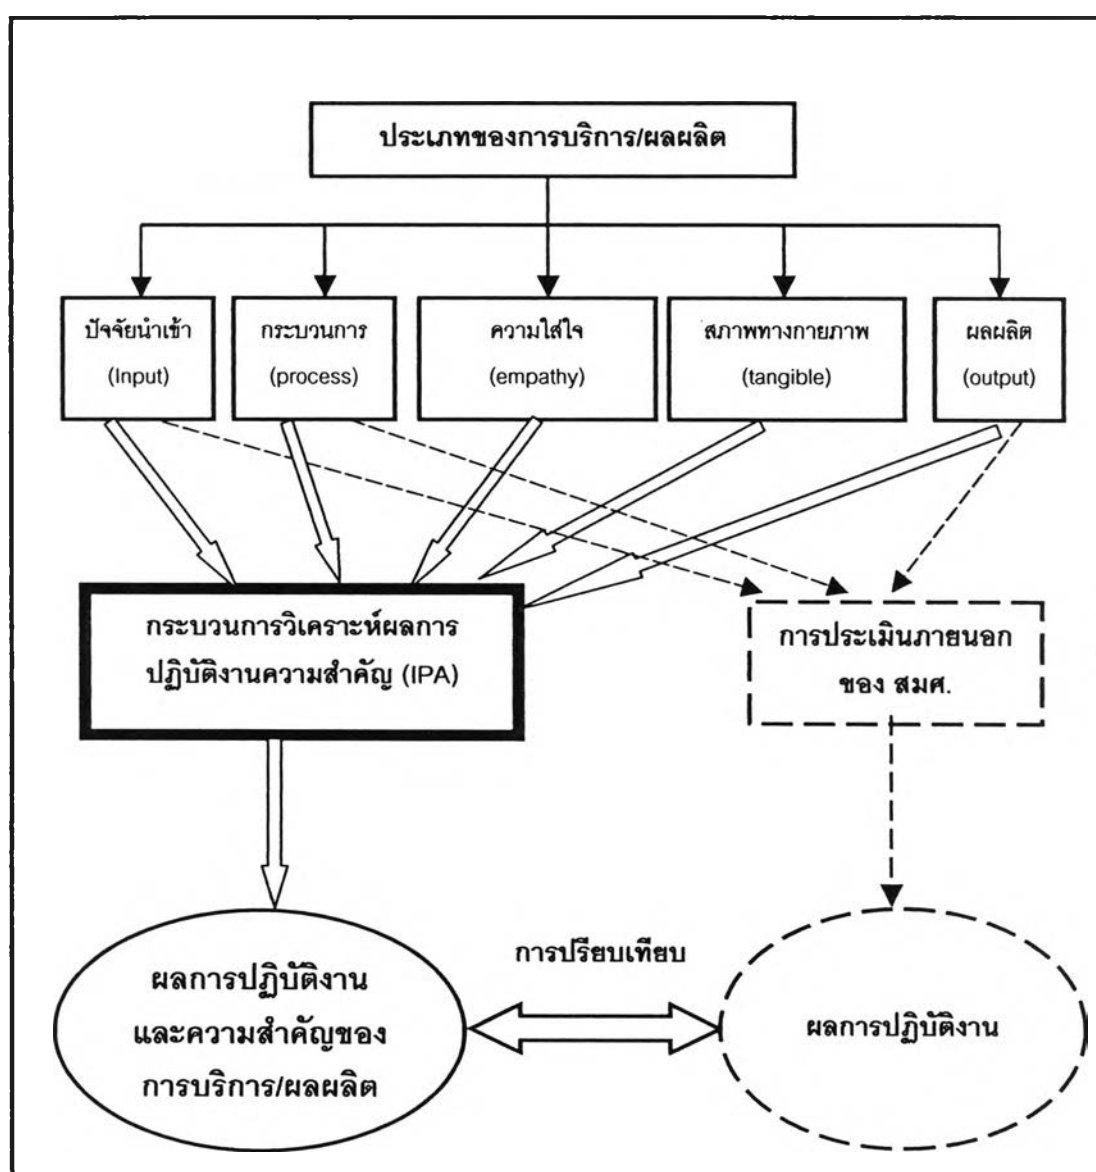 ประเภทของการบริการ/ผลผลิต
ปัจจัยนำเข้า
(Input)
กระบวนการ
(process)
ความใส่ใจ
(empathy)
สภาพทางกายภาพ
(tangible)
ผลผลิต
(output)
กระบวนการวิเคราะห์ผลการ
ปฏิบัติงานความสำคัญ (IPA)
การประเมินภายนอก
ของ สมศ.
การปรียบเทียบ
ผลการปฏิบัติงาน
และความสำคัญของ
การบริการ/ผลผลิต
ผลการปฏิบัติงาน